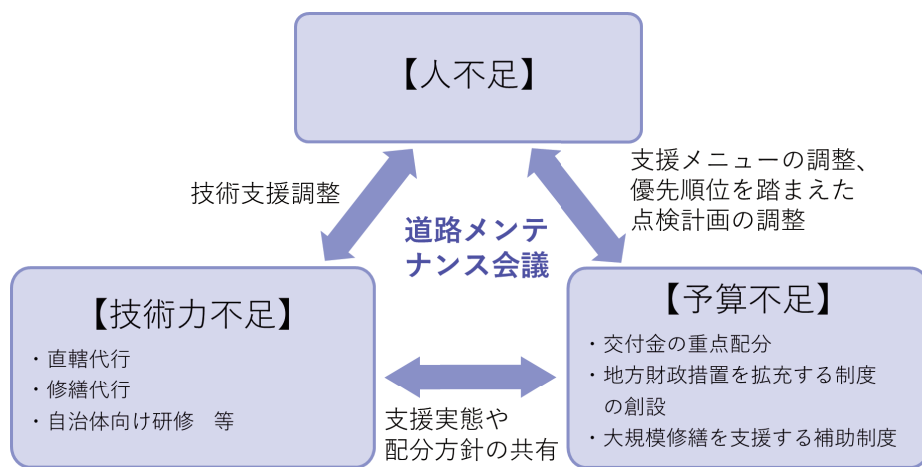 【人不足】
技術支援調整
支援メニューの調整、
優先順位を踏まえた
点検計画の調整
道路メンテ
ナンス会議
【技術力不足】
・直轄代行
・修繕代行
・自治体向け研修　等
【予算不足】
・交付金の重点配分
・地方財政措置を拡充する制度
の創設
・大規模修繕を支援する補助制度
支援実態や
配分方針の共有